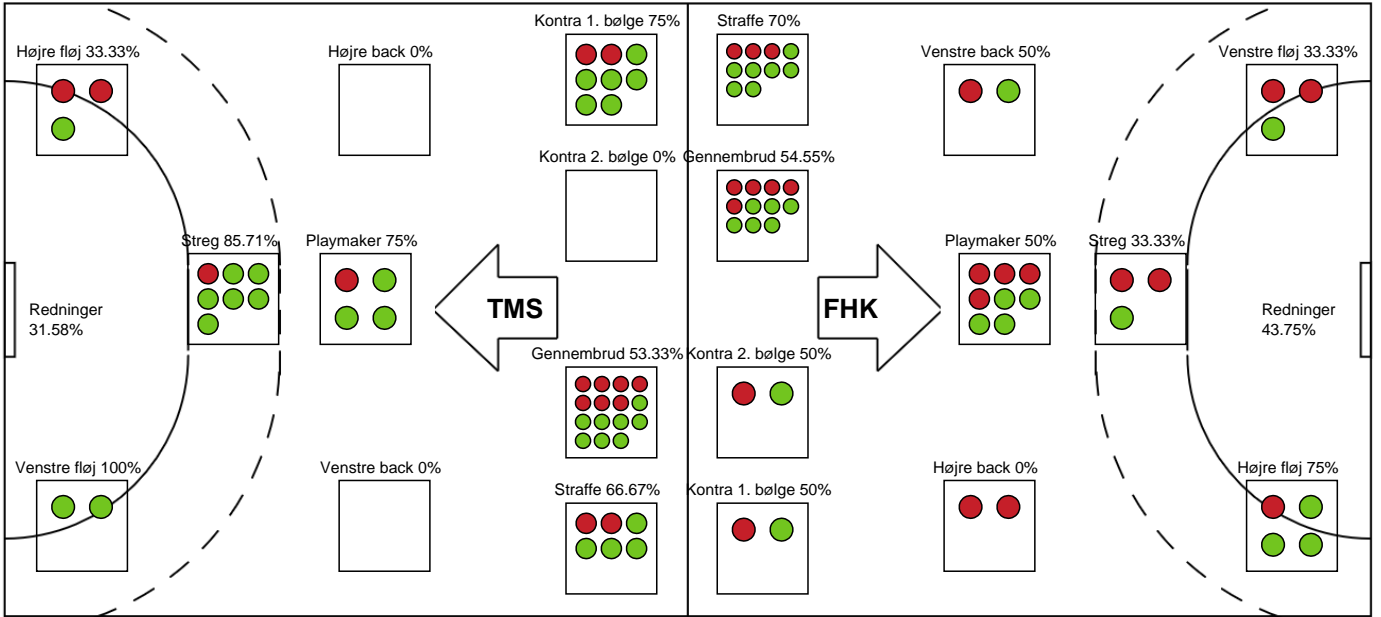 Kontra 1. bølge 75%
Straffe 70%
Højre fløj 33.33%
Højre back 0%
Venstre back 50%
Venstre fløj 33.33%
Kontra 2. bølge 0%
Gennembrud 54.55%
Streg 85.71%
Playmaker 75%
Playmaker 50%
Streg 33.33%
Redninger
31.58%
TMS
FHK
Redninger
43.75%
Gennembrud 53.33%
Kontra 2. bølge 50%
Venstre fløj 100%
Venstre back 0%
Højre back 0%
Højre fløj 75%
Straffe 66.67%
Kontra 1. bølge 50%